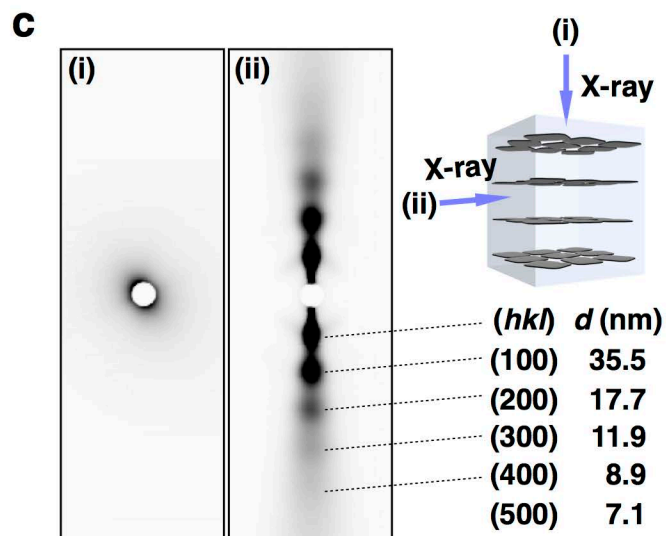 c
(i)
(ii)
(i)
X-ray
X-ray
(ii)
(hkl) d (nm)
(100) 35.5
(200) 17.7
(300) 11.9
(400) 8.9
(500) 7.1